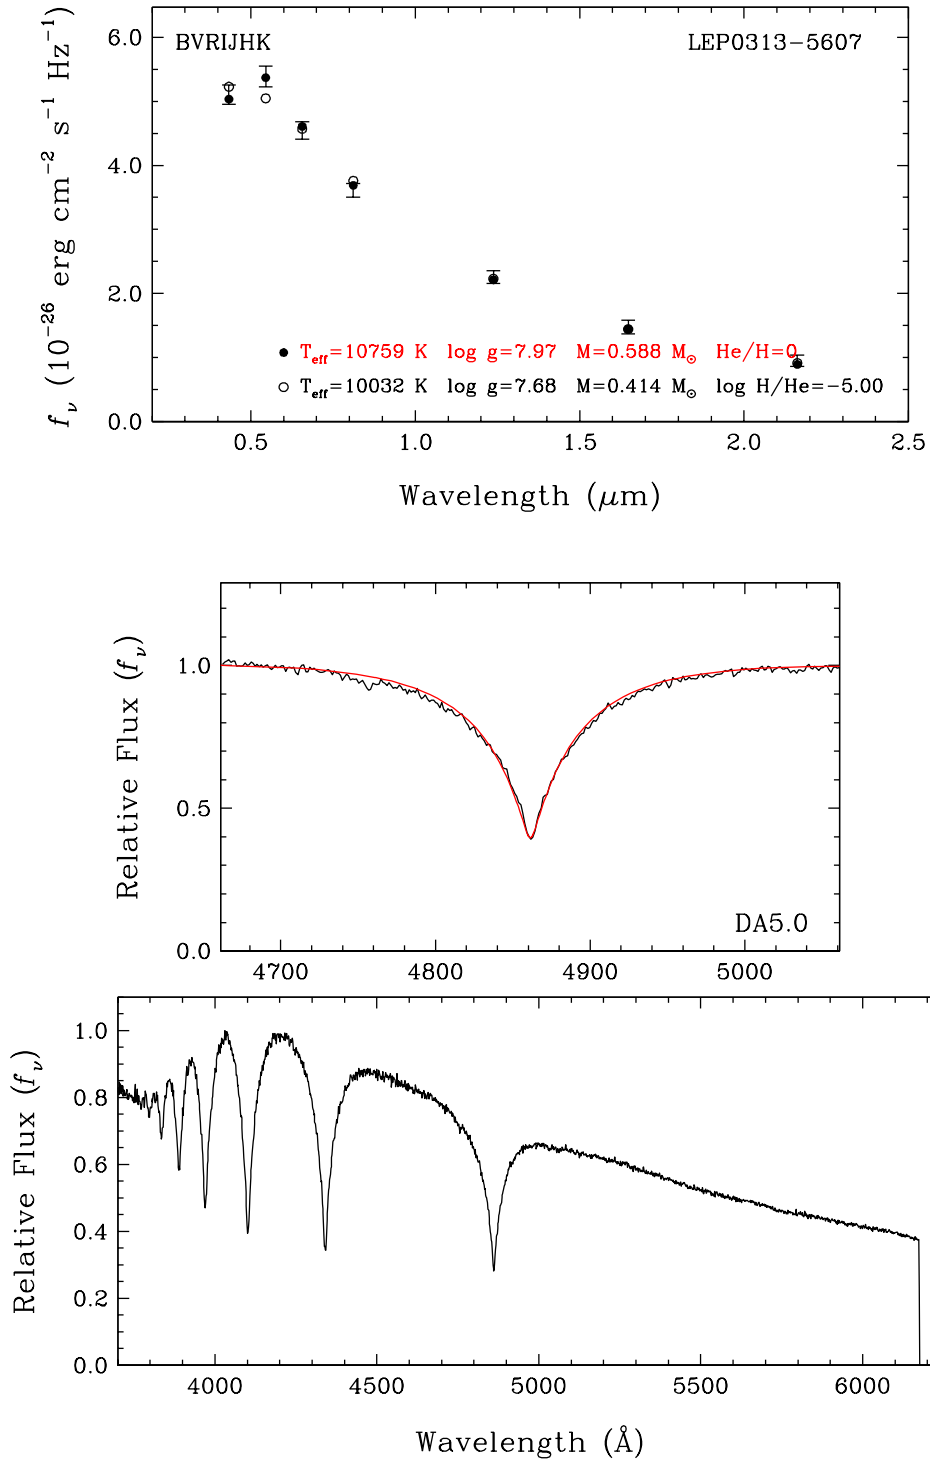 BVRIJHK LEP0313−5607
6.0
4.0
2.0
0.0
f_ν (10^−26 erg cm^−2 s^−1 Hz^−1)
T_eff=10759 K log g=7.97 M=0.588 M_⊙ He/H=0
T_eff=10032 K log g=7.68 M=0.414 M_⊙ log H/He=−5.00
0.5 1.0 1.5 2.0 2.5
Wavelength (μm)
Relative Flux (f_ν)
1.0
0.5
0.0
DA5.0
4700 4800 4900 5000
Relative Flux (f_ν)
1.0
0.8
0.6
0.4
0.2
0.0
4000 4500 5000 5500 6000
Wavelength (Å)